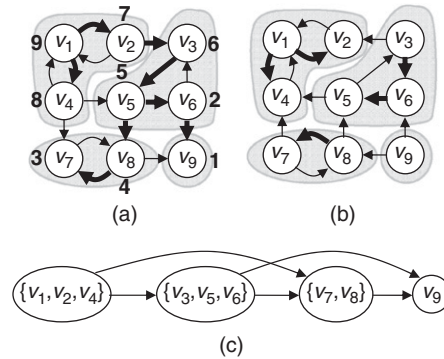 7
9 v1 v2 v3 6
5
8 v4 v5 v6 2
3 v7 v8 v9 1
4
(a)
v1 v2 v3
v4 v5 v6
v7 v8 v9
(b)
{v1,v2,v4} {v3,v5,v6} {v7,v8} v9
(c)